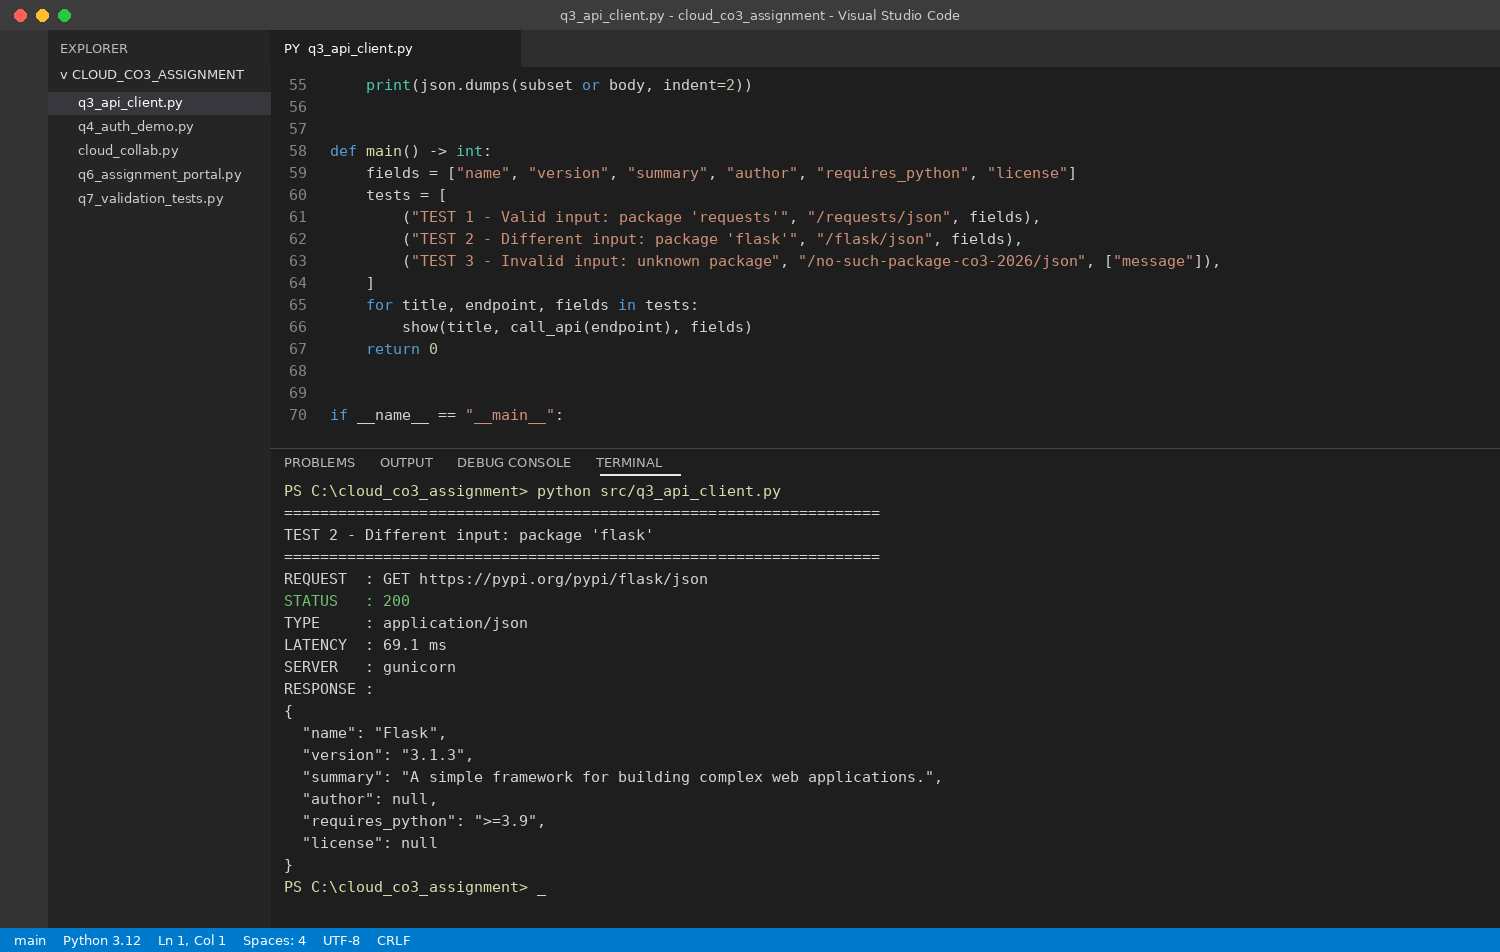 q3_api_client.py - cloud_co3_assignment - Visual Studio Code
EXPLORER
v CLOUD_CO3_ASSIGNMENT
q3_api_client.py
q4_auth_demo.py
cloud_collab.py
q6_assignment_portal.py
q7_validation_tests.py
PY q3_api_client.py
55     print(json.dumps(subset or body, indent=2))
56
57
58 def main() -> int:
59     fields = ["name", "version", "summary", "author", "requires_python", "license"]
60     tests = [
61         ("TEST 1 - Valid input: package 'requests'", "/requests/json", fields),
62         ("TEST 2 - Different input: package 'flask'", "/flask/json", fields),
63         ("TEST 3 - Invalid input: unknown package", "/no-such-package-co3-2026/json", ["message"]),
64     ]
65     for title, endpoint, fields in tests:
66         show(title, call_api(endpoint), fields)
67     return 0
68
69
70 if __name__ == "__main__":
PROBLEMS OUTPUT DEBUG CONSOLE TERMINAL
PS C:\cloud_co3_assignment> python src/q3_api_client.py
==================================================================
TEST 2 - Different input: package 'flask'
==================================================================
REQUEST  : GET https://pypi.org/pypi/flask/json
STATUS   : 200
TYPE     : application/json
LATENCY  : 69.1 ms
SERVER   : gunicorn
RESPONSE :
{
  "name": "Flask",
  "version": "3.1.3",
  "summary": "A simple framework for building complex web applications.",
  "author": null,
  "requires_python": ">=3.9",
  "license": null
}
PS C:\cloud_co3_assignment> _
main Python 3.12 Ln 1, Col 1 Spaces: 4 UTF-8 CRLF